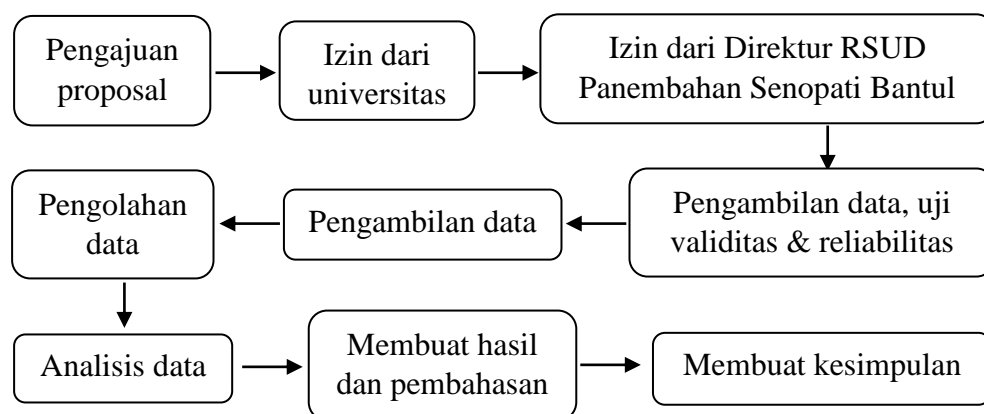 Pengajuan
proposal
Izin dari
universitas
Izin dari Direktur RSUD
Panembahan Senopati Bantul
Pengambilan data, uji
validitas & reliabilitas
Pengambilan data
Pengolahan
data
Analisis data
Membuat hasil
dan pembahasan
Membuat kesimpulan